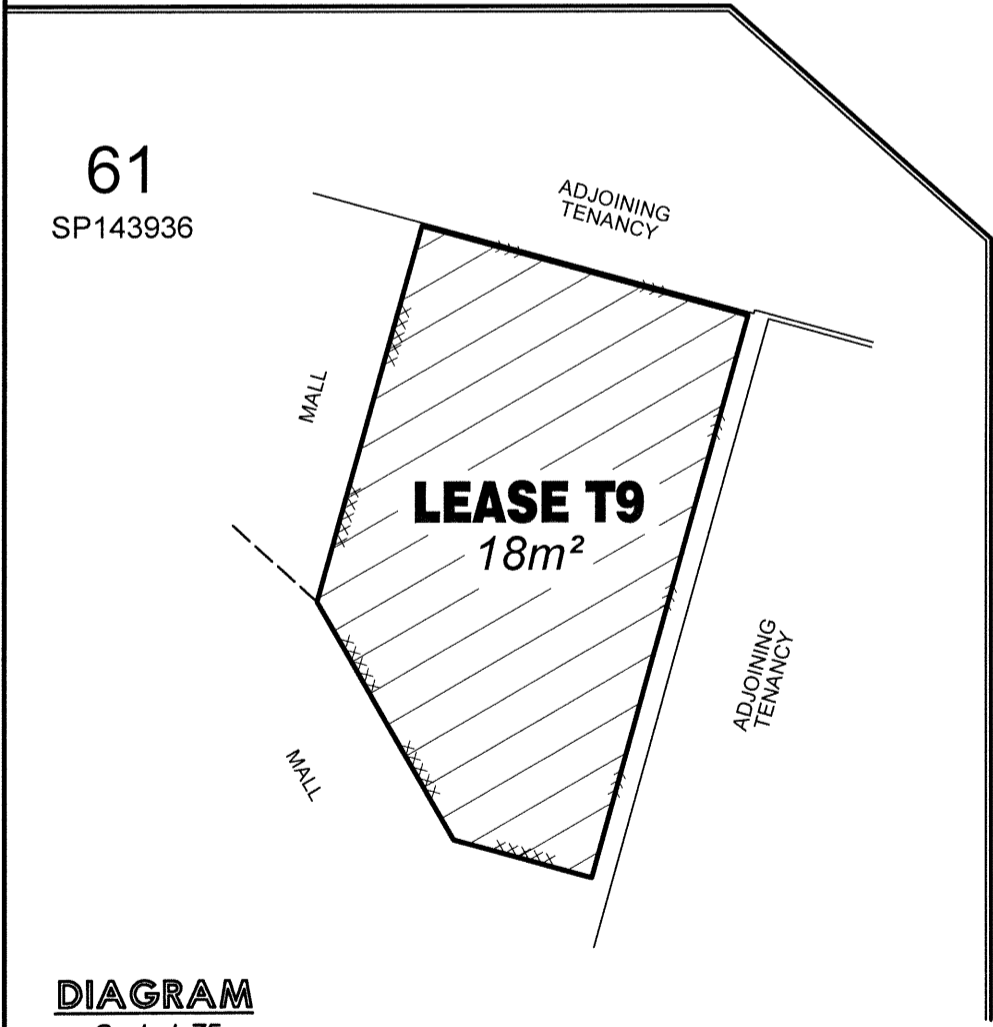 61
SP143936
ADJOINING
TENANCY
MALL
LEASE T9
18m²
ADJOINING
TENANCY
MALL
DIAGRAM